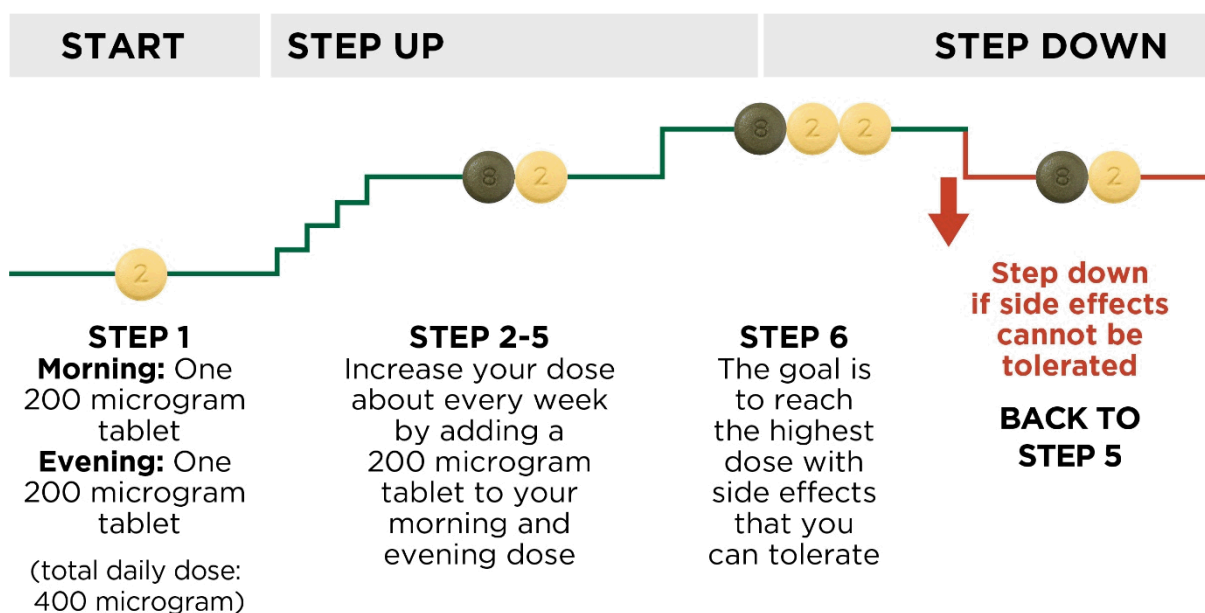 START
STEP UP
STEP DOWN
2
8 2
8 2 2
8 2
STEP 1
Morning: One
200 microgram
tablet
Evening: One
200 microgram
tablet
(total daily dose:
400 microgram)
STEP 2-5
Increase your dose
about every week
by adding a
200 microgram
tablet to your
morning and
evening dose
STEP 6
The goal is
to reach
the highest
dose with
side effects
that you
can tolerate
Step down
if side effects
cannot be
tolerated
BACK TO
STEP 5